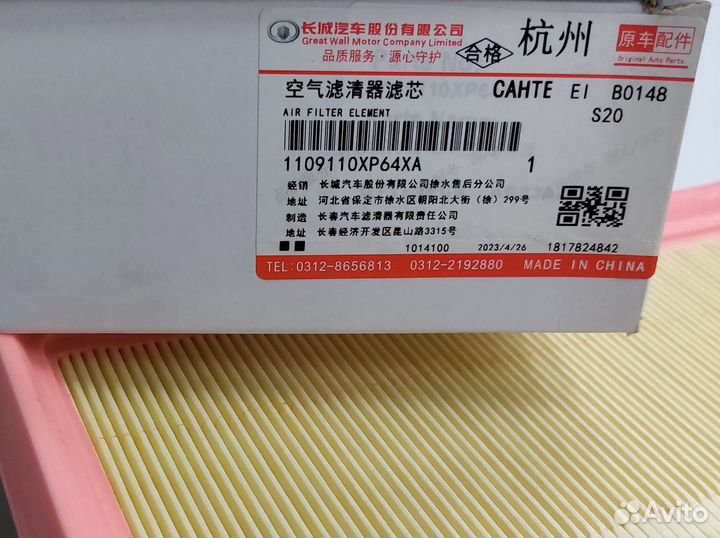 长城汽车股份有限公司
Great Wall Motor Company Limited
品质服务·源心守护
合格
杭州
原车配件
Original Auto Parts
空气滤清器滤芯 CAHTE EI B0148
AIR FILTER ELEMENT S20
1109110XP64XA 1
经销 长城汽车股份有限公司徐水售后分公司
地址 河北省保定市徐水区朝阳北大街（徐）299号
制造 长春汽车滤清器有限责任公司
地址 长春经济开发区昆山路3315号
1014100 2023/4/26 1817824842
TEL:0312-8656813 0312-2192880 MADE IN CHINA
Avito